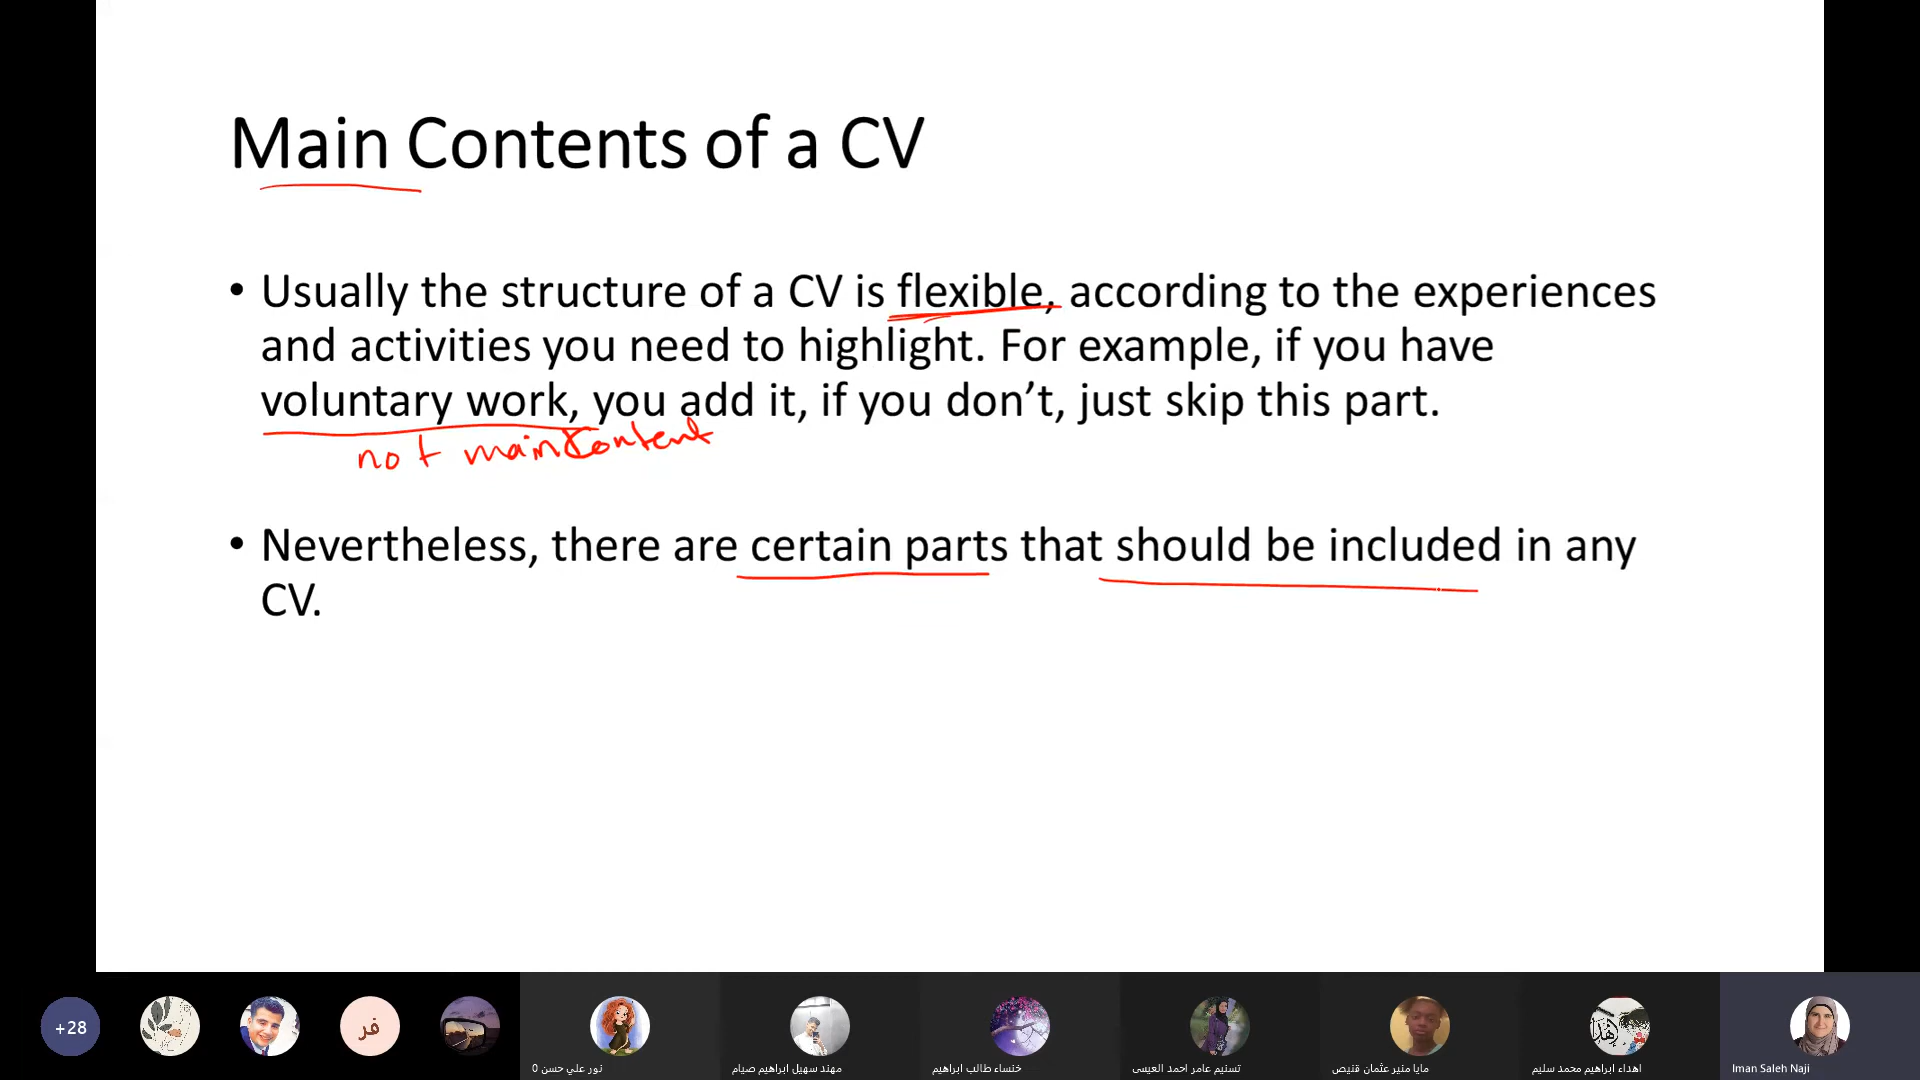 Main Contents of a CV
• Usually the structure of a CV is flexible, according to the experiences
and activities you need to highlight. For example, if you have
voluntary work, you add it, if you don’t, just skip this part.
not main content
• Nevertheless, there are certain parts that should be included in any
CV.
+28
فر
نور علي حسن 0
مهند سهيل ابراهيم صيام
خنساء طالب ابراهيم
تسنيم عامر احمد العيسى
مايا منير عثمان قنيص
اهداء ابراهيم محمد سليم
Iman Saleh Naji